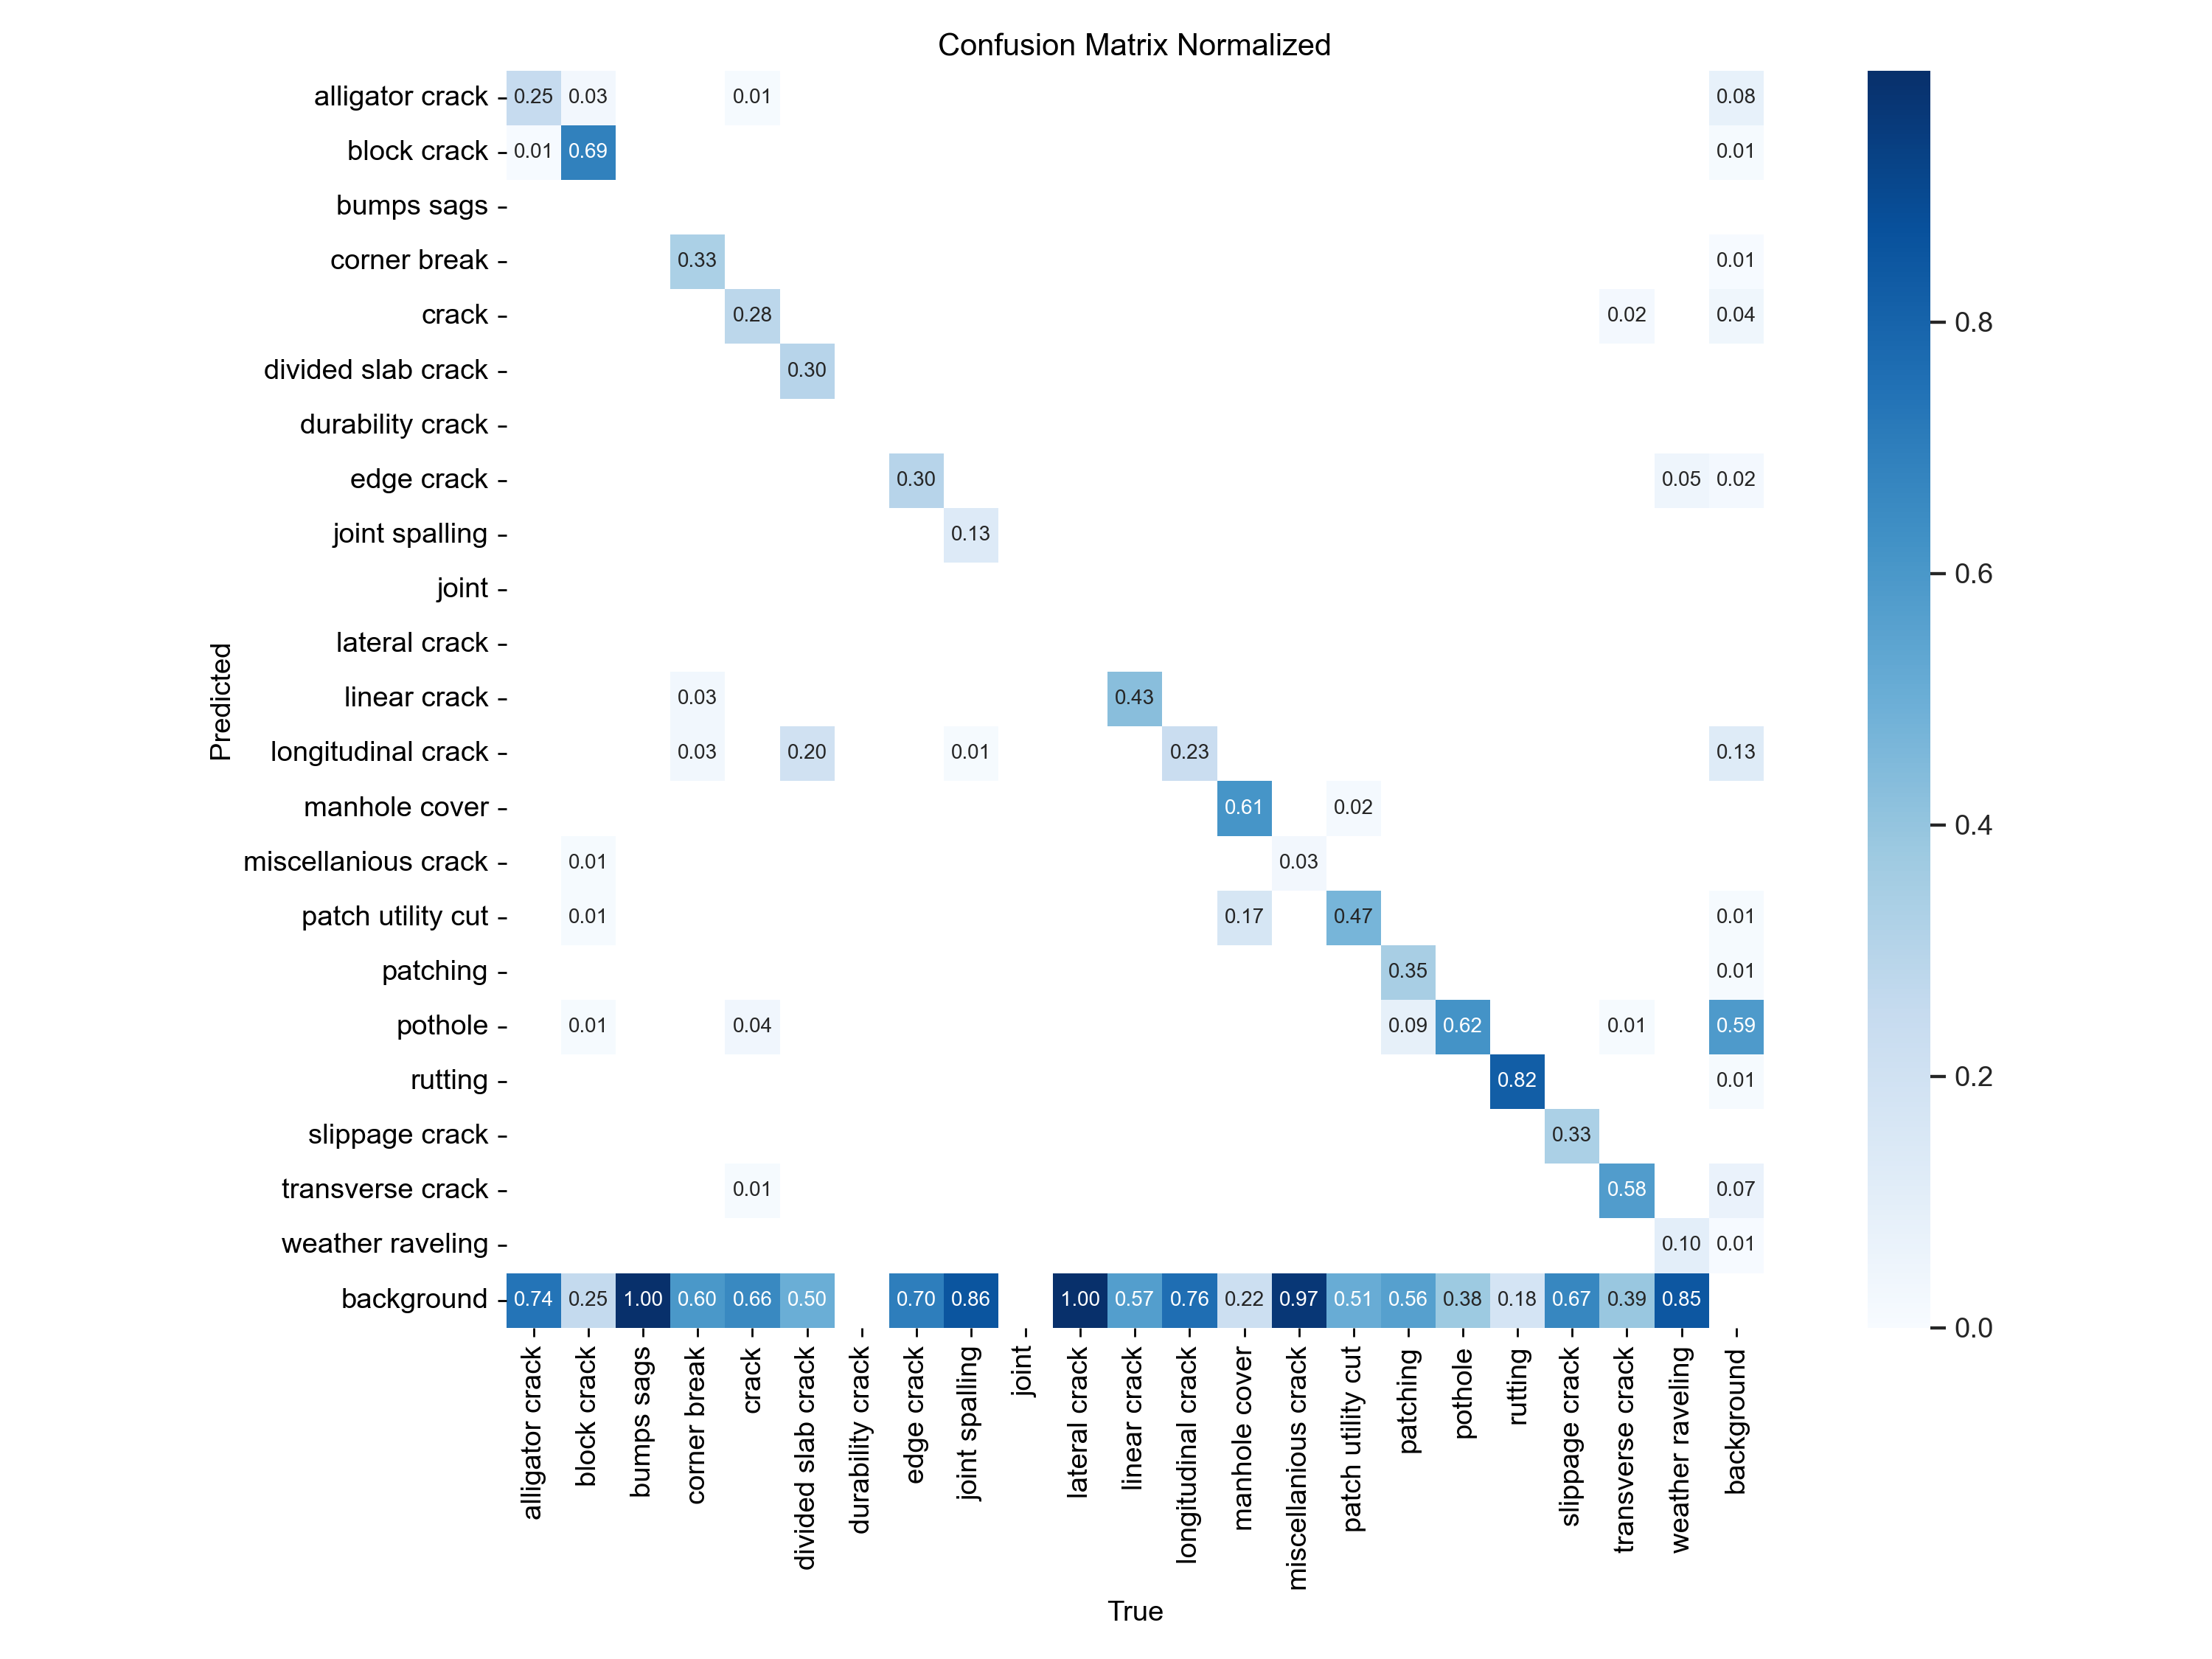 Confusion Matrix Normalized
alligator crack 0.25 0.03 0.01 0.08
block crack 0.01 0.69 0.01
bumps sags
corner break 0.33 0.01
crack 0.28 0.02 0.04
divided slab crack 0.30
durability crack
edge crack 0.30 0.05 0.02
joint spalling 0.13
joint
lateral crack
linear crack 0.03 0.43
longitudinal crack 0.03 0.20 0.01 0.23 0.13
manhole cover 0.61 0.02
miscellanious crack 0.01 0.03
patch utility cut 0.01 0.17 0.47 0.01
patching 0.35 0.01
pothole 0.01 0.04 0.09 0.62 0.01 0.59
rutting 0.82 0.01
slippage crack 0.33
transverse crack 0.01 0.58 0.07
weather raveling 0.10 0.01
background 0.74 0.25 1.00 0.60 0.66 0.50 0.70 0.86 1.00 0.57 0.76 0.22 0.97 0.51 0.56 0.38 0.18 0.67 0.39 0.85
Predicted
alligator crack
block crack
bumps sags
corner break
crack
divided slab crack
durability crack
edge crack
joint spalling
joint
lateral crack
linear crack
longitudinal crack
manhole cover
miscellanious crack
patch utility cut
patching
pothole
rutting
slippage crack
transverse crack
weather raveling
background
True
0.8
0.6
0.4
0.2
0.0